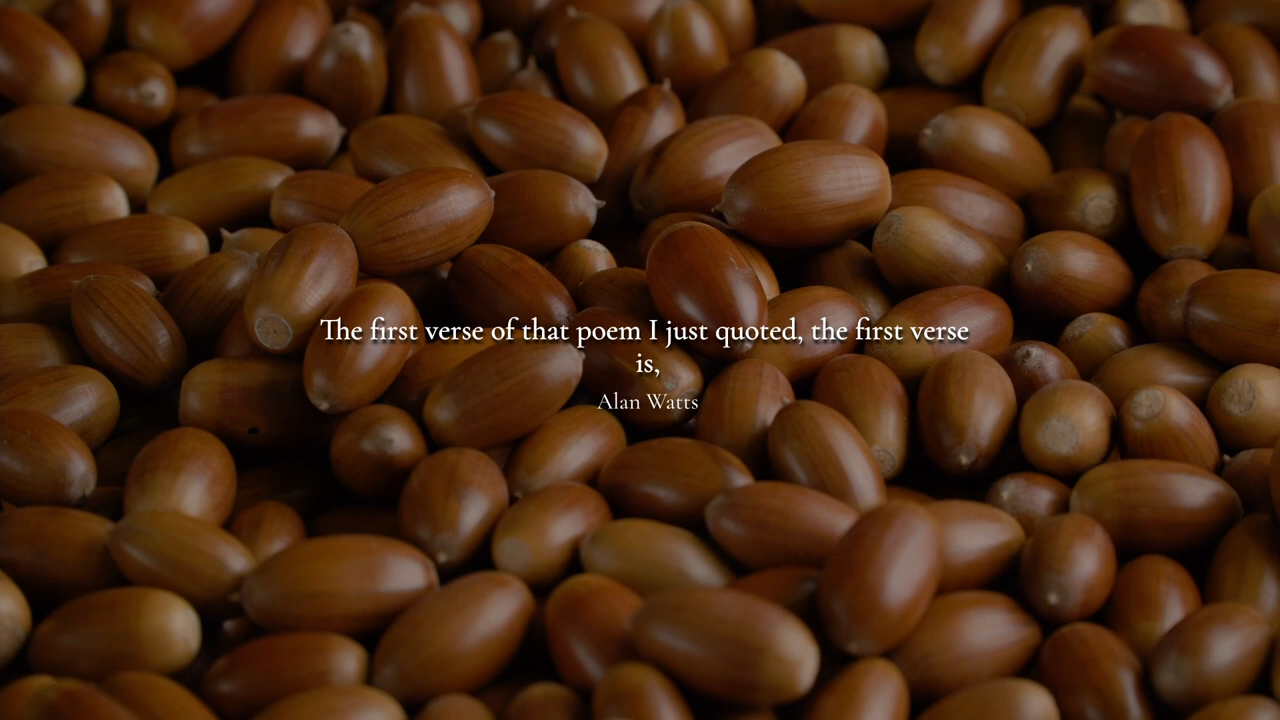 The first verse of that poem I just quoted, the first verse
is,
Alan Watts